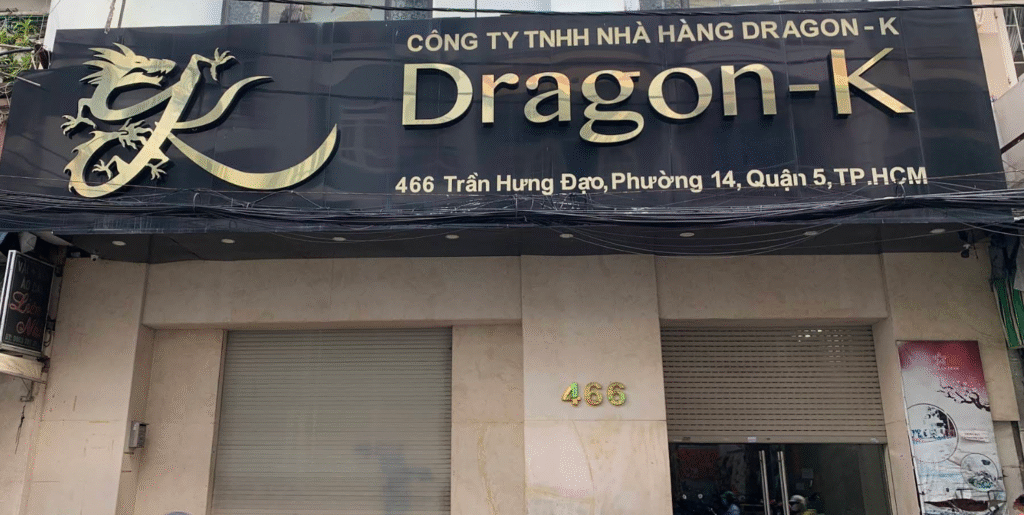 CÔNG TY TNHH NHÀ HÀNG DRAGON - K
Dragon-K
466 Trần Hưng Đạo, Phường 14, Quận 5, TP.HCM
466